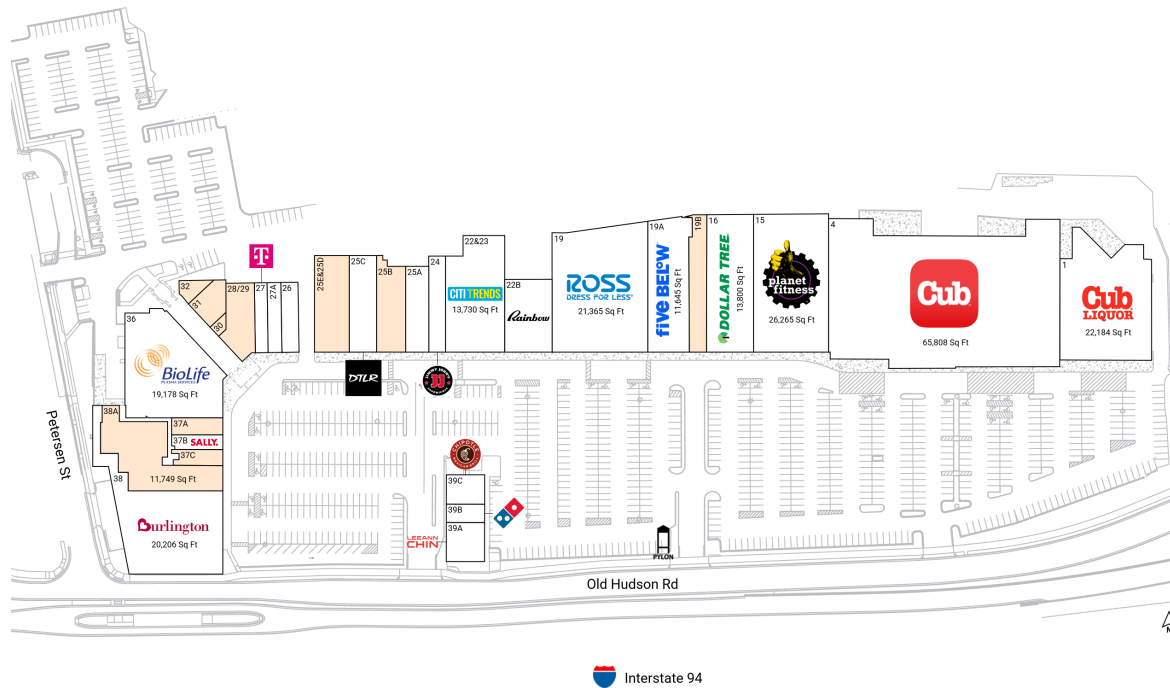 22&23
19
19A
19B
16
15
4
1
25E&25D
25C
25B
25A
24
CITI TRENDS
13,730 Sq Ft
22B
Rainbow
ROSS
DRESS FOR LESS®
21,365 Sq Ft
five BELOW
11,645 Sq Ft
DOLLAR TREE
13,800 Sq Ft
planet
fitness
26,265 Sq Ft
Cub
65,808 Sq Ft
Cub
LIQUOR
22,184 Sq Ft
T
32
31
30
28/29
27
27A
26
36
BioLife
PLASMA SERVICES
19,178 Sq Ft
DTLR
JIMMY JOHN'S
JJ
38A
37A
37B SALLY.
37C
11,749 Sq Ft
38
Burlington
20,206 Sq Ft
Petersen St
CHIPOTLE
39C
39B
39A
LEEANN
CHIN
PYLON
Old Hudson Rd
N
Interstate 94